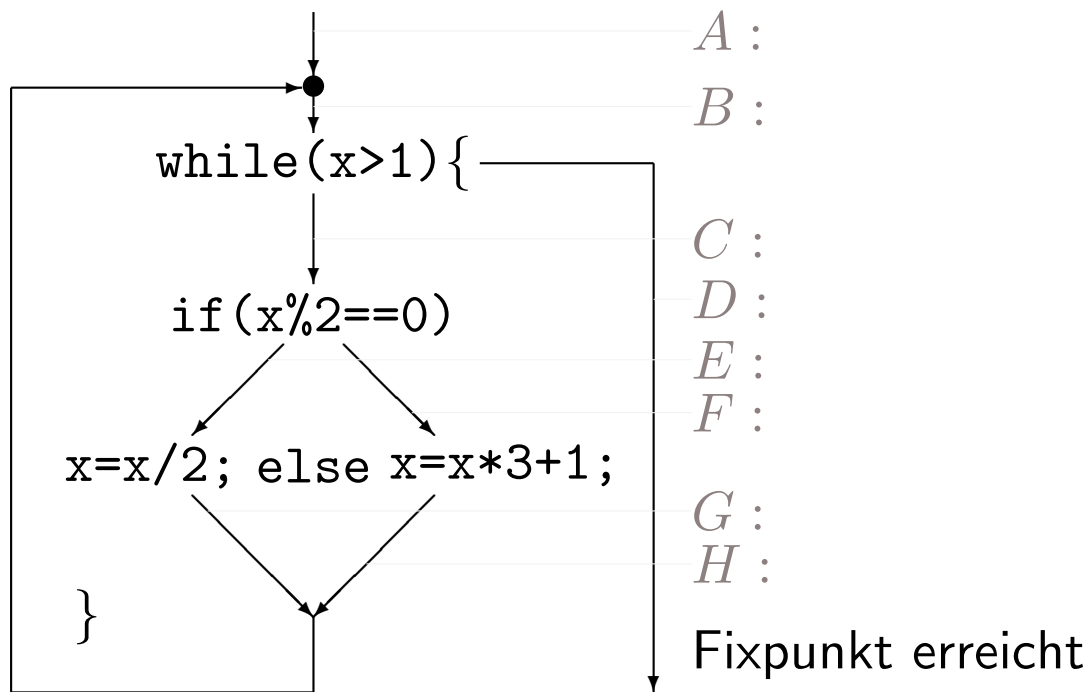 A :
B :
while(x>1){
C :
D :
if(x%2==0)
E :
F :
x=x/2; else x=x*3+1;
G :
H :
}
Fixpunkt erreicht